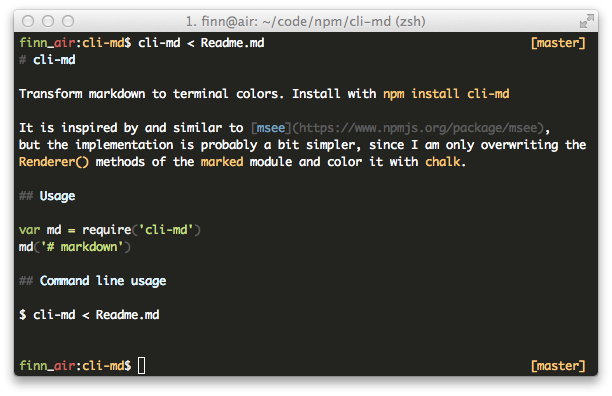 1. finn@air: ~/code/npm/cli-md (zsh)
finn_air:cli-md$ cli-md < Readme.md [master]
# cli-md
Transform markdown to terminal colors. Install with npm install cli-md
It is inspired by and similar to [msee](https://www.npmjs.org/package/msee),
but the implementation is probably a bit simpler, since I am only overwriting the
Renderer() methods of the marked module and color it with chalk.
## Usage
var md = require('cli-md')
md('# markdown')
## Command line usage
$ cli-md < Readme.md
finn_air:cli-md$ [master]